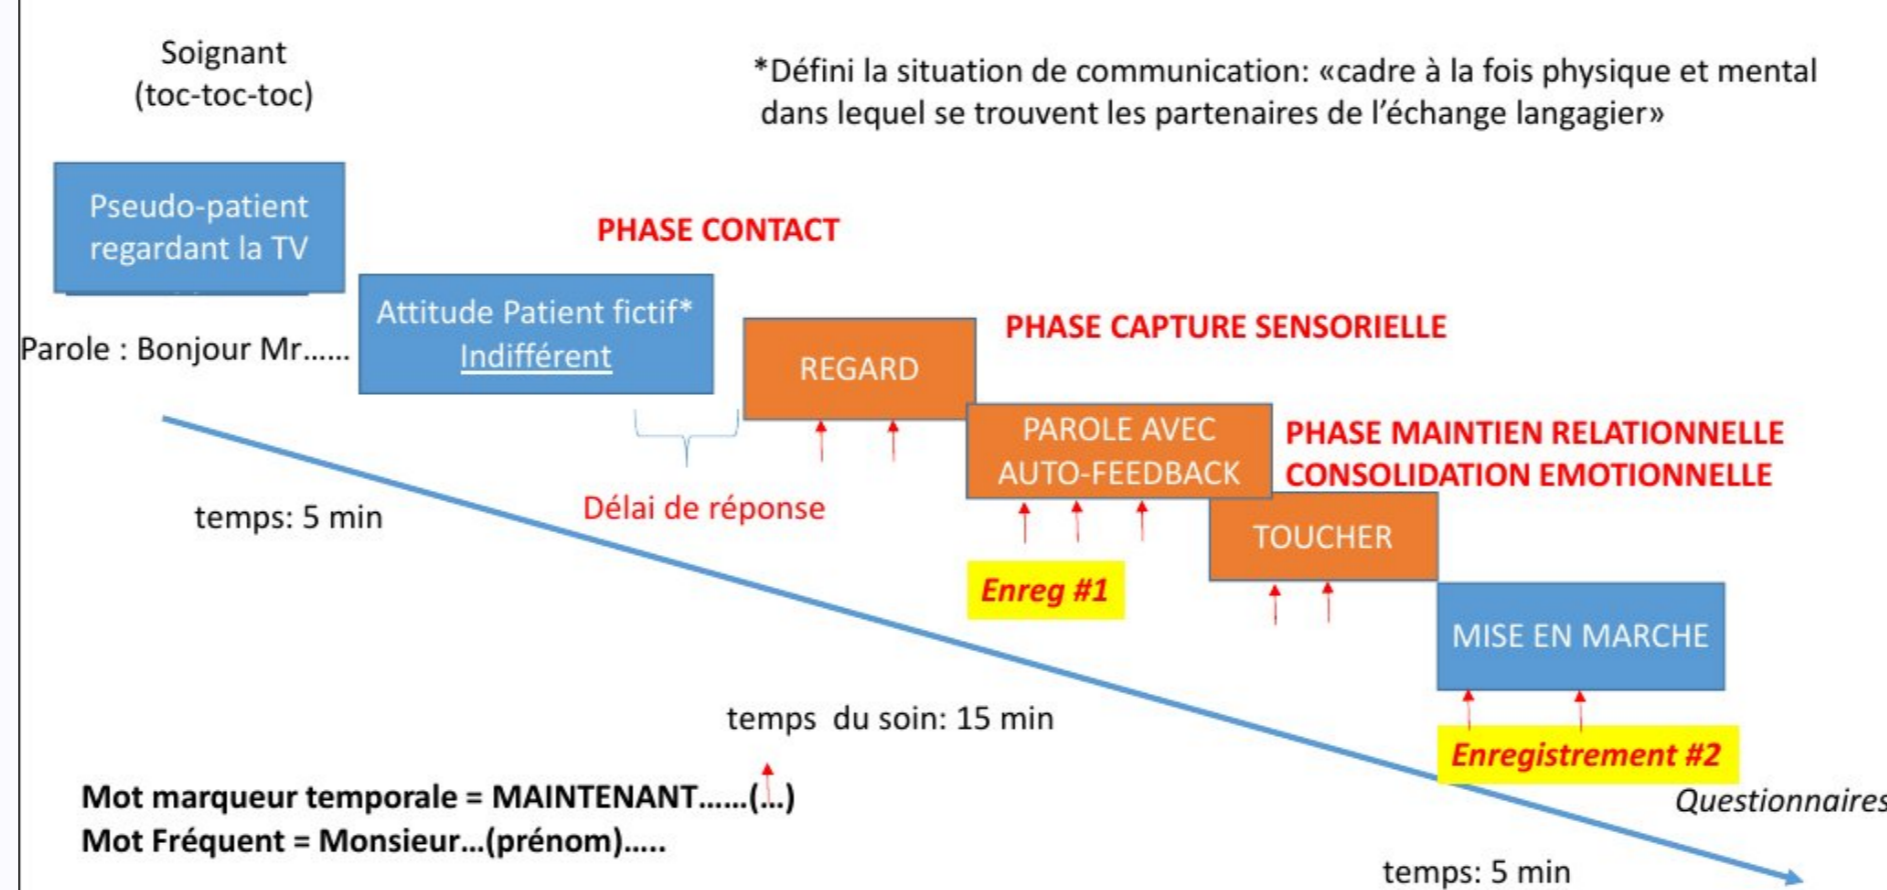 Soignant
(toc-toc-toc)
*Défini la situation de communication: «cadre à la fois physique et mental
dans lequel se trouvent les partenaires de l’échange langagier»
Pseudo-patient
regardant la TV
Parole : Bonjour Mr......
PHASE CONTACT
Attitude Patient fictif*
Indifférent
REGARD
PHASE CAPTURE SENSORIELLE
PAROLE AVEC
AUTO-FEEDBACK
PHASE MAINTIEN RELATIONNELLE
CONSOLIDATION EMOTIONNELLE
temps: 5 min
Délai de réponse
TOUCHER
Enreg #1
MISE EN MARCHE
temps du soin: 15 min
Enregistrement #2
Mot marqueur temporale = MAINTENANT......(...)
Mot Fréquent = Monsieur...(prénom).....
Questionnaires
temps: 5 min